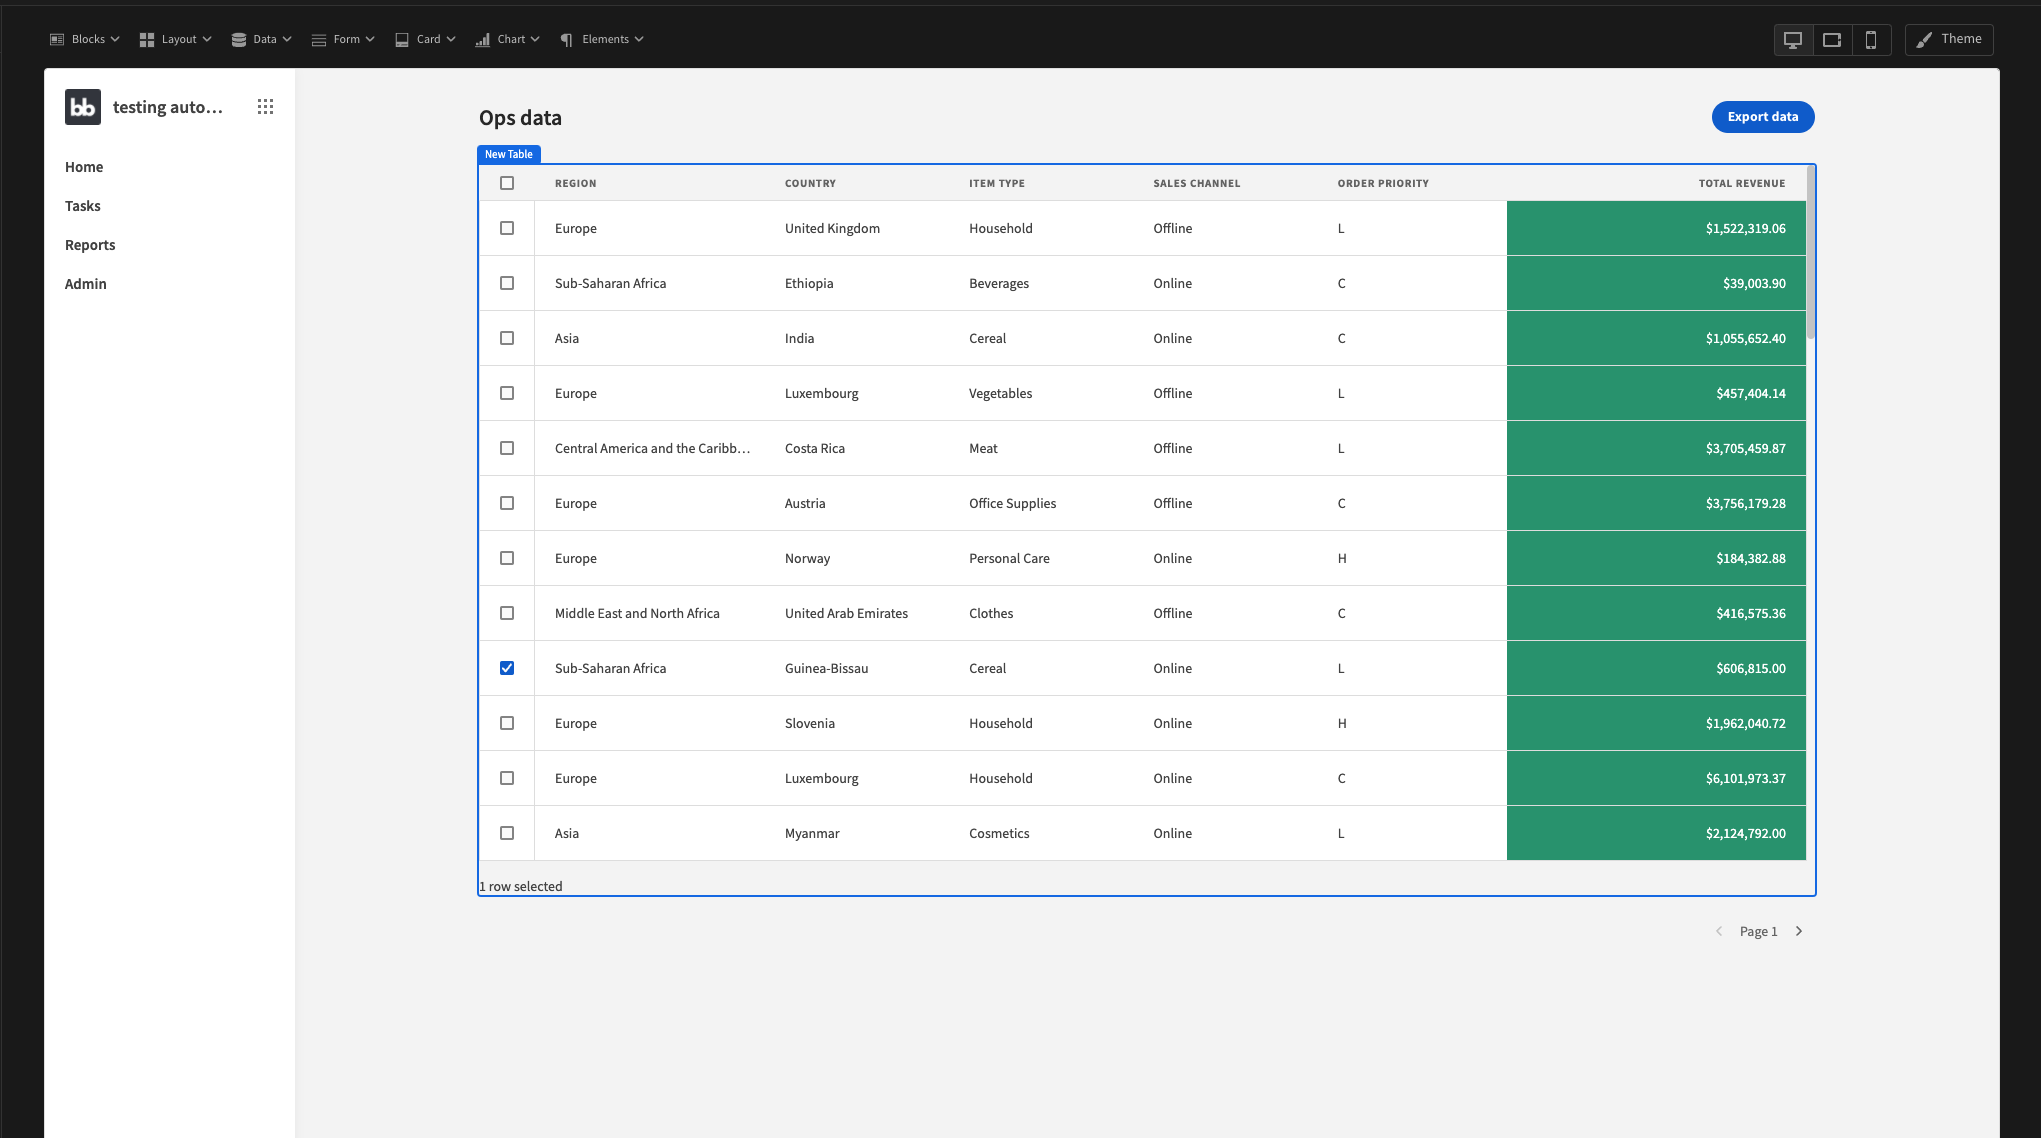 Blocks Layout Data Form Card Chart Elements Theme
bb testing auto...
Home
Tasks
Reports
Admin
Ops data Export data
New Table
REGION COUNTRY ITEM TYPE SALES CHANNEL ORDER PRIORITY TOTAL REVENUE
Europe United Kingdom Household Offline L $1,522,319.06
Sub-Saharan Africa Ethiopia Beverages Online C $39,003.90
Asia India Cereal Online C $1,055,652.40
Europe Luxembourg Vegetables Offline L $457,404.14
Central America and the Caribb... Costa Rica Meat Offline L $3,705,459.87
Europe Austria Office Supplies Offline C $3,756,179.28
Europe Norway Personal Care Online H $184,382.88
Middle East and North Africa United Arab Emirates Clothes Offline C $416,575.36
Sub-Saharan Africa Guinea-Bissau Cereal Online L $606,815.00
Europe Slovenia Household Online H $1,962,040.72
Europe Luxembourg Household Online C $6,101,973.37
Asia Myanmar Cosmetics Online L $2,124,792.00
1 row selected
Page 1